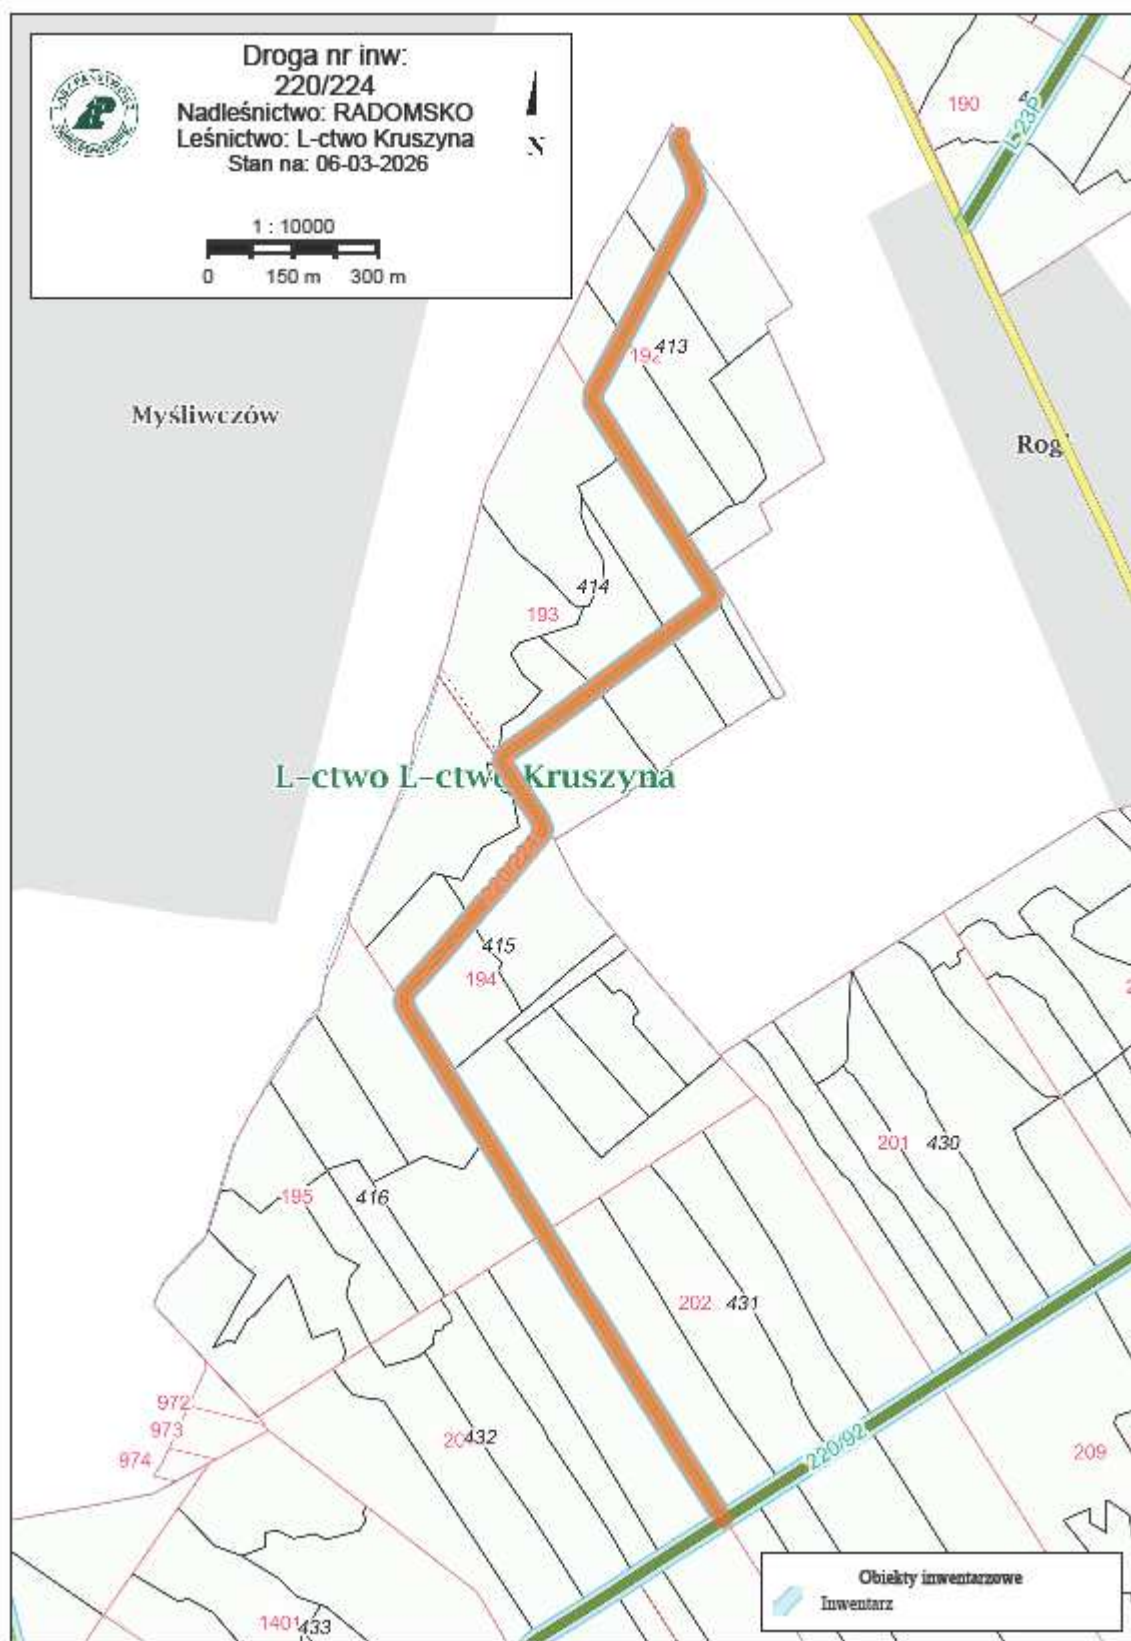 Droga nr inw:
220/224
Nadleśnictwo: RADOMSKO
Leśnictwo: L-ctwo Kruszyna
Stan na: 06-03-2026
N
1 : 10000
0 150 m 300 m
190
L-23P
192 413
Myśliwczów
Rogi
414
193
L-ctwo L-ctwo Kruszyna
415
194
201 430
195 416
202 431
972
973
974
432
220/92
209
Obiekty inwentarzowe
Inwentarz
1401 433